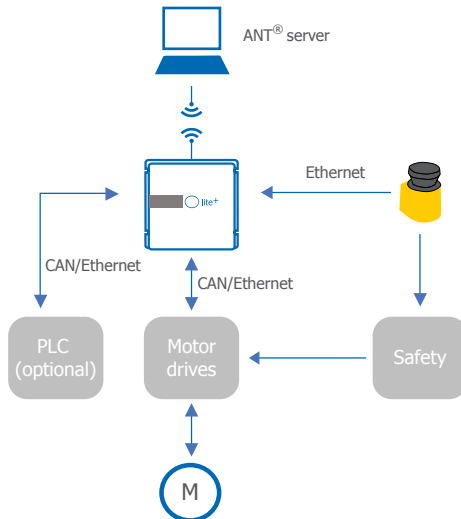 ANT® server
Ethernet
lite+
CAN/Ethernet
CAN/Ethernet
PLC
(optional)
Motor
drives
Safety
M